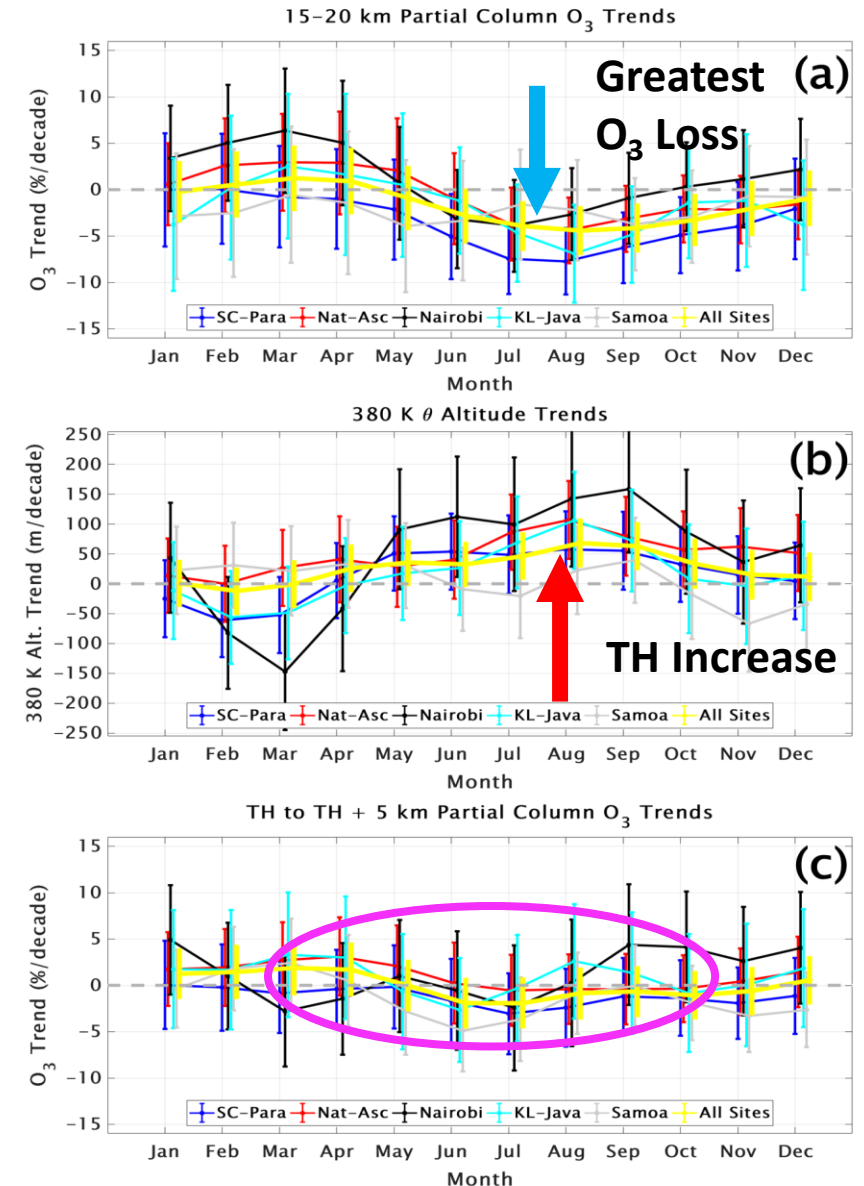 15–20 km Partial Column O3 Trends
(a)
Greatest
O3 Loss
O3 Trend (%/decade)
15
10
5
0
−5
−10
−15
SC–Para Nat–Asc Nairobi KL–Java Samoa All Sites
Jan Feb Mar Apr May Jun Jul Aug Sep Oct Nov Dec
Month
380 K θ Altitude Trends
(b)
380 K Alt. Trend (m/decade)
250
200
150
100
50
0
−50
−100
−150
−200
−250
TH Increase
SC–Para Nat–Asc Nairobi KL–Java Samoa All Sites
Jan Feb Mar Apr May Jun Jul Aug Sep Oct Nov Dec
Month
TH to TH + 5 km Partial Column O3 Trends
(c)
O3 Trend (%/decade)
15
10
5
0
−5
−10
−15
SC–Para Nat–Asc Nairobi KL–Java Samoa All Sites
Jan Feb Mar Apr May Jun Jul Aug Sep Oct Nov Dec
Month